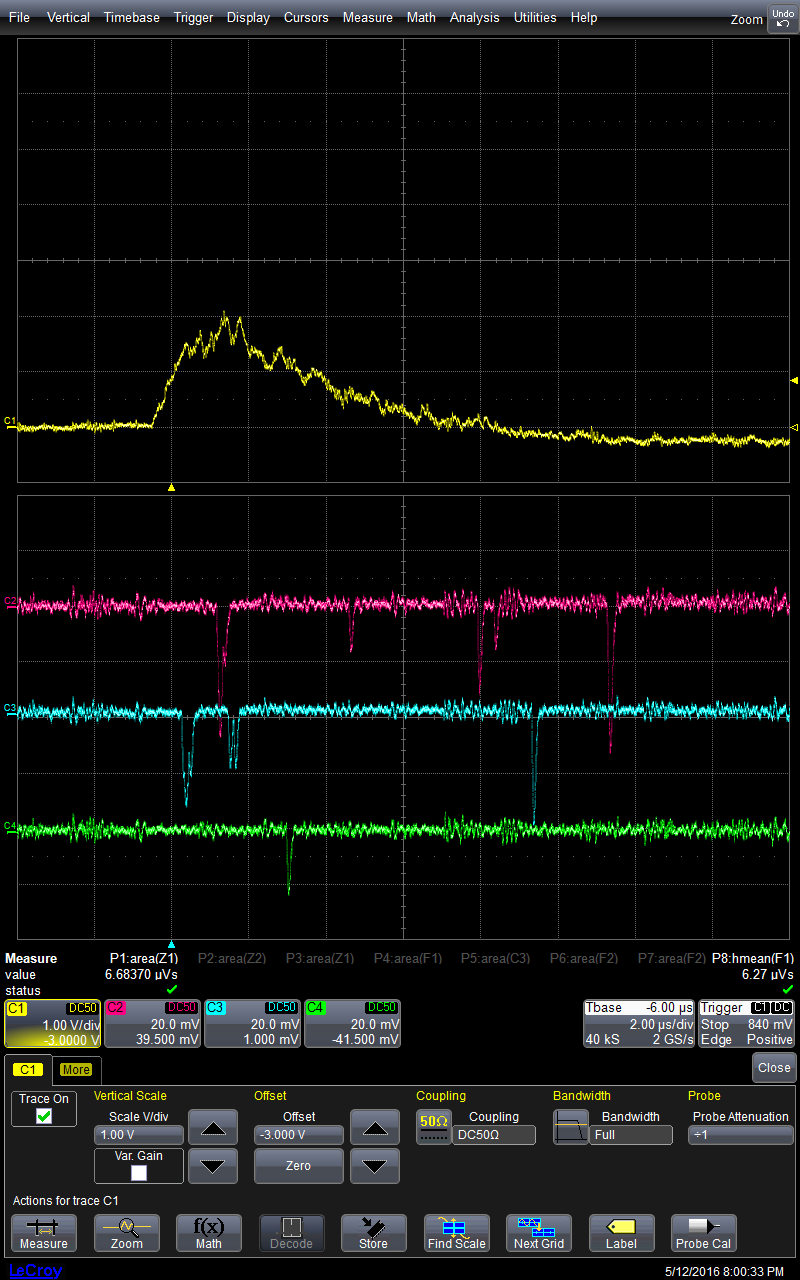 File Vertical Timebase Trigger Display Cursors Measure Math Analysis Utilities Help Zoom Undo
C1
C2
C3
C4
Measure P1:area(Z1) P2:area(Z2) P3:area(Z1) P4:area(F1) P5:area(C3) P6:area(F2) P7:area(F2) P8:hmean(F1)
value 6.68370 µVs 6.27 µVs
status
C1 DC50 C2 DC50 C3 DC50 C4 DC50 Tbase -6.00 µs Trigger C1 DC
1.00 V/div 20.0 mV 20.0 mV 20.0 mV 2.00 µs/div Stop 840 mV
-3.0000 V 39.500 mV 1.000 mV -41.500 mV 40 kS 2 GS/s Edge Positive
C1 More Close
Trace On Vertical Scale Offset Coupling Bandwidth Probe
Scale V/div Offset 50Ω Coupling Bandwidth Probe Attenuation
1.00 V -3.000 V DC50Ω Full ÷1
Var. Gain Zero
Actions for trace C1
f(x)
Measure Zoom Math Decode Store Find Scale Next Grid Label Probe Cal
LeCroy 5/12/2016 8:00:33 PM